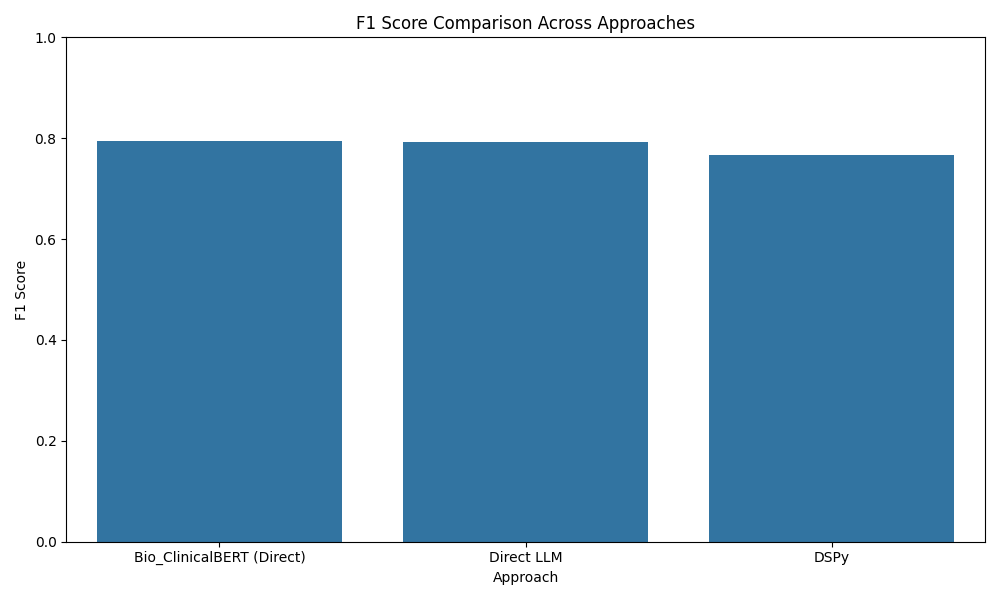 F1 Score Comparison Across Approaches
F1 Score
1.0
0.8
0.6
0.4
0.2
0.0
Bio_ClinicalBERT (Direct)
Direct LLM
DSPy
Approach